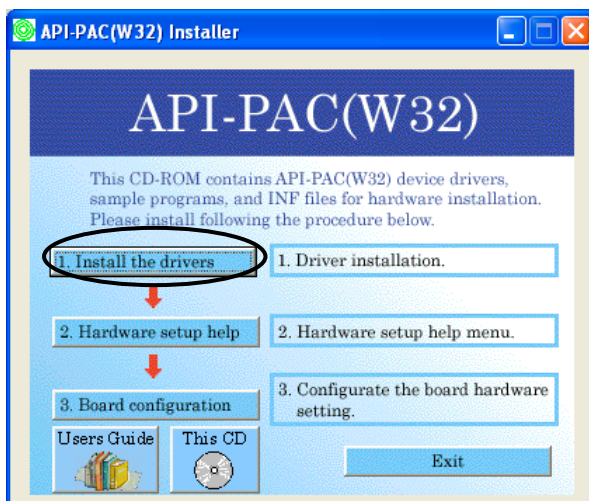 API-PAC(W32) Installer
API-PAC(W32)
This CD-ROM contains API-PAC(W32) device drivers,
sample programs, and INF files for hardware installation.
Please install following the procedure below.
1. Install the drivers
1. Driver installation.
2. Hardware setup help
2. Hardware setup help menu.
3. Board configuration
3. Configurate the board hardware
setting.
Users Guide
This CD
Exit